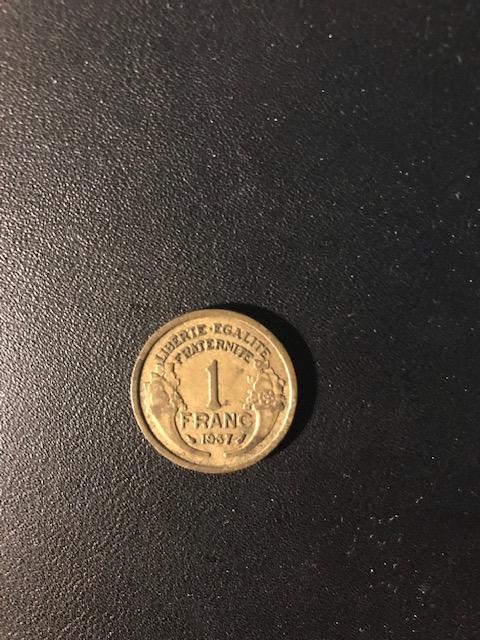 LIBERTE·EGALITE
FRATERNITE
1
FRANC
1937